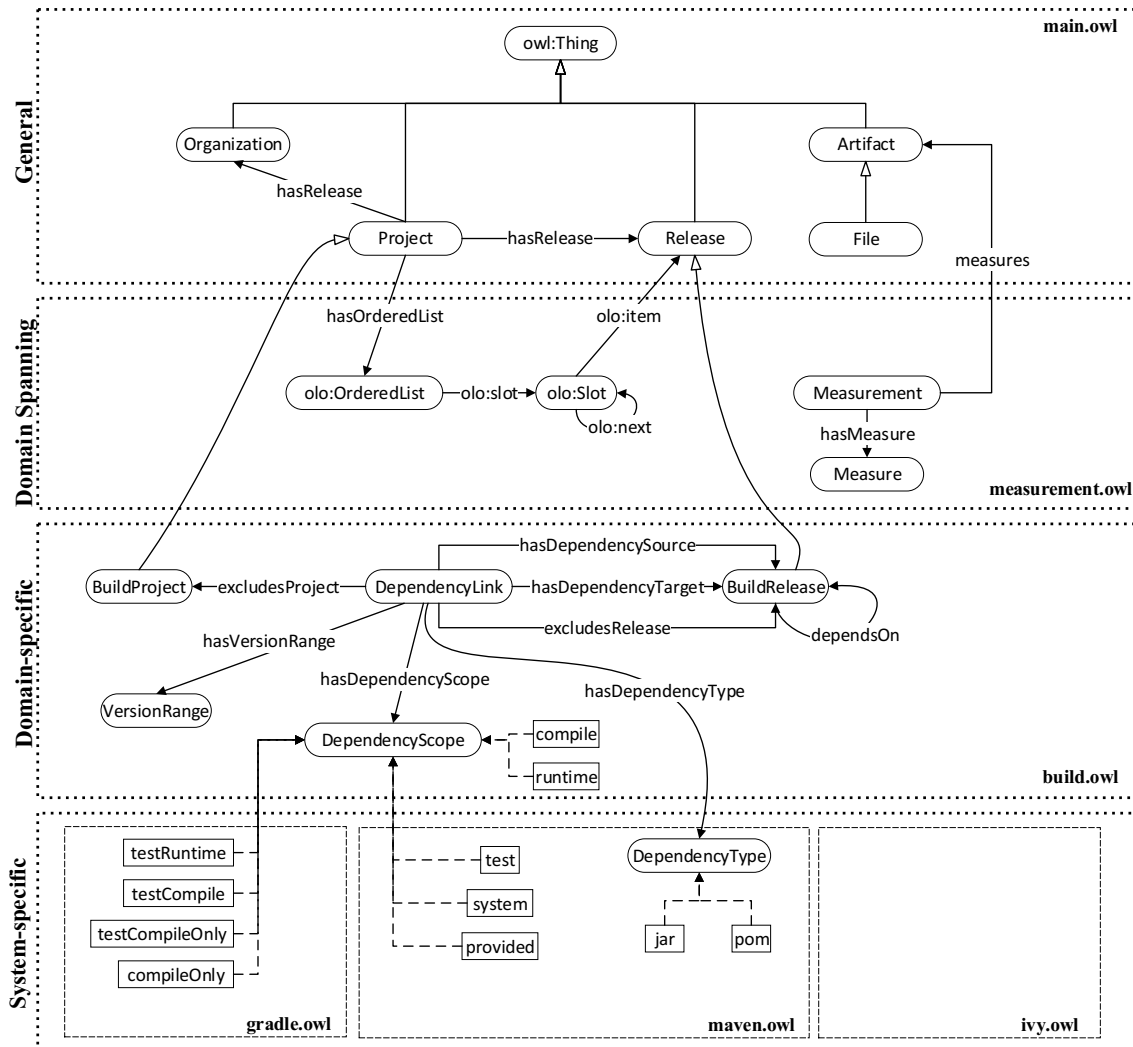 main.owl
owl:Thing
General
Organization
Artifact
hasRelease
Project
hasRelease
Release
File
measures
Domain Spanning
hasOrderedList
olo:item
olo:OrderedList
olo:slot
olo:Slot
olo:next
Measurement
hasMeasure
Measure
measurement.owl
Domain-specific
hasDependencySource
BuildProject
excludesProject
DependencyLink
hasDependencyTarget
BuildRelease
excludesRelease
dependsOn
hasVersionRange
hasDependencyScope
hasDependencyType
VersionRange
DependencyScope
compile
runtime
build.owl
System-specific
testRuntime
testCompile
testCompileOnly
compileOnly
gradle.owl
test
system
provided
DependencyType
jar
pom
maven.owl
ivy.owl